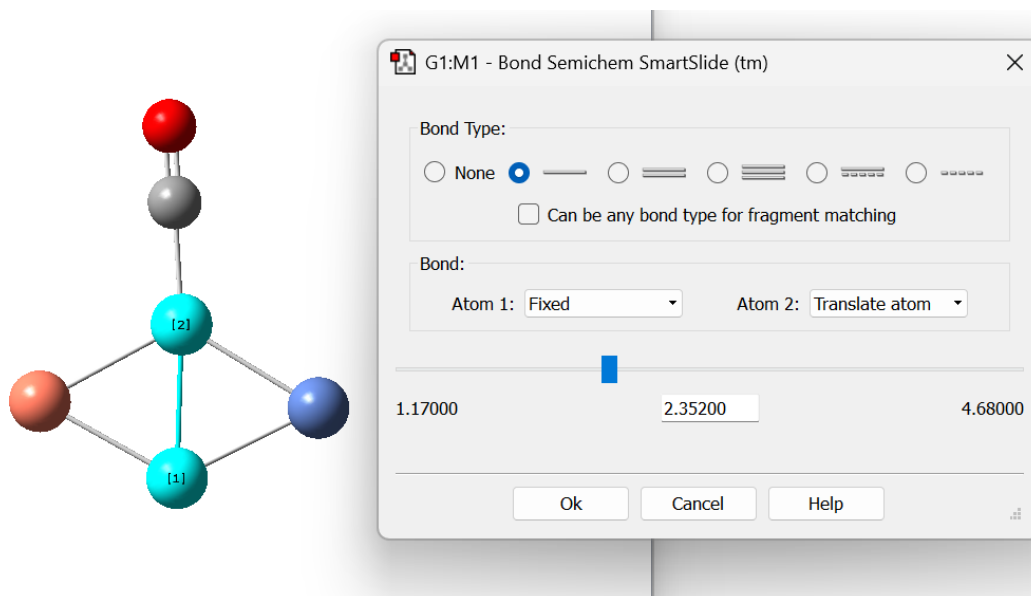 G1:M1 - Bond Semichem SmartSlide (tm)
Bond Type:
None
Can be any bond type for fragment matching
Bond:
Atom 1: Fixed Atom 2: Translate atom
[2]
1.17000 2.35200 4.68000
[1]
Ok Cancel Help